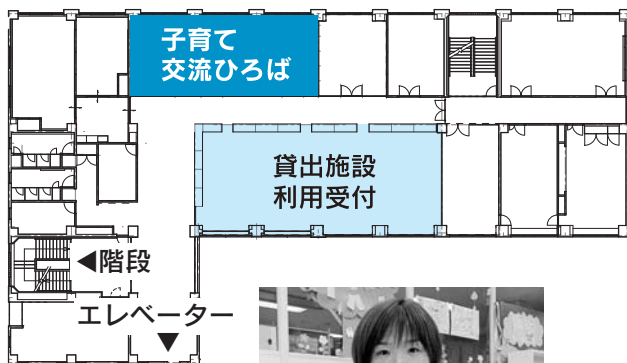 子育て
交流ひろば
貸出施設
利用受付
◀階段
エレベーター
▼